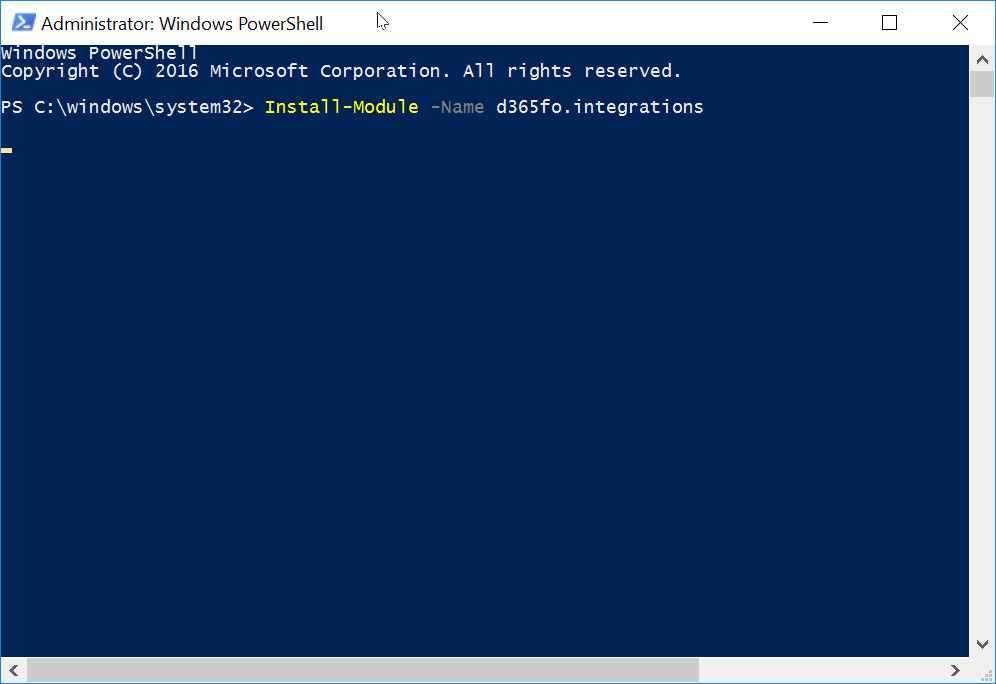 Administrator: Windows PowerShell
Windows PowerShell
Copyright (C) 2016 Microsoft Corporation. All rights reserved.
PS C:\windows\system32> Install-Module -Name d365fo.integrations